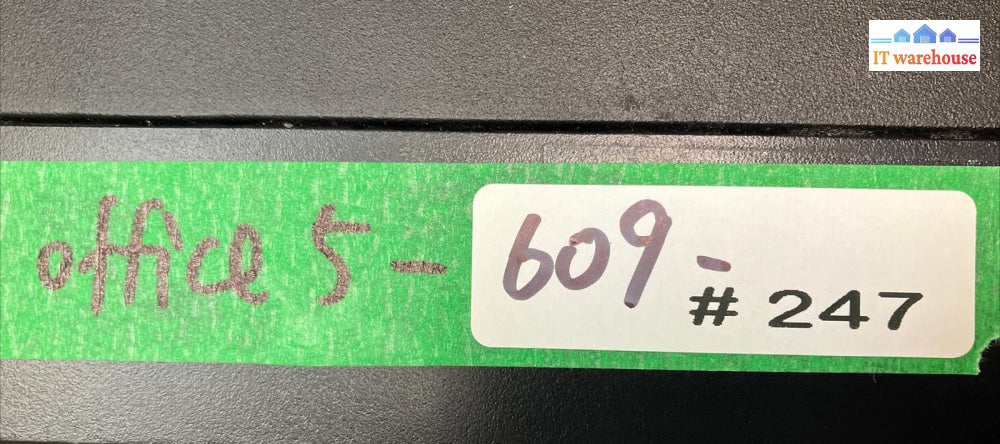 IT warehouse
office 5 - 609 -
# 247